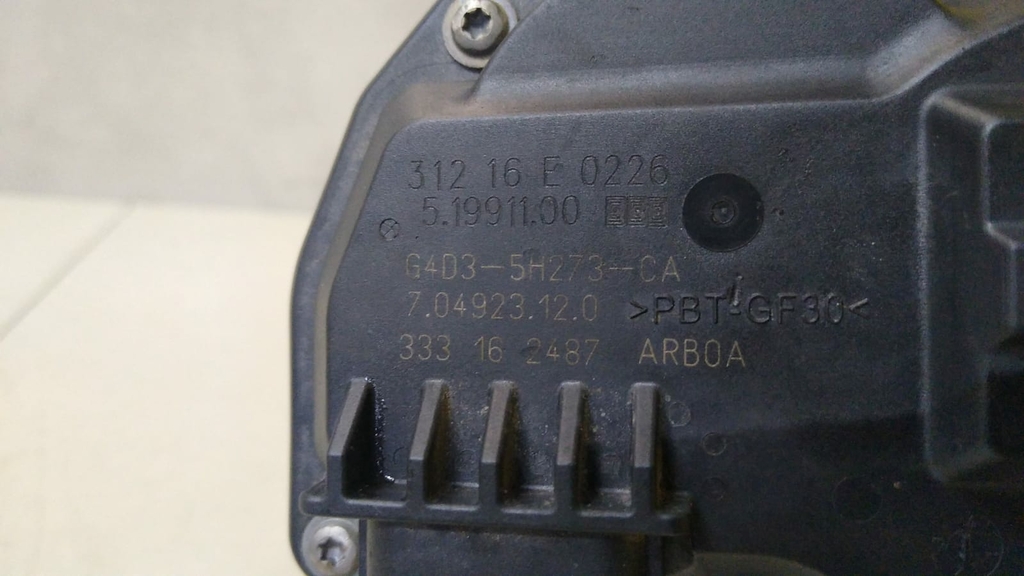 312 16 E 0226
5.19911.00
G4D3-5H273-CA
7.04923.12.0 >PBT-GF30<
333 16 2487 ARB0A